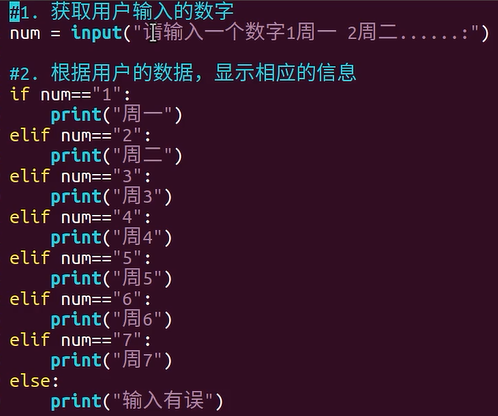 #1. 获取用户输入的数字
num = input("请输入一个数字1周一 2周二......:")
#2. 根据用户的数据，显示相应的信息
if num=="1":
    print("周一")
elif num=="2":
    print("周二")
elif num=="3":
    print("周3")
elif num=="4":
    print("周4")
elif num=="5":
    print("周5")
elif num=="6":
    print("周6")
elif num=="7":
    print("周7")
else:
    print("输入有误")